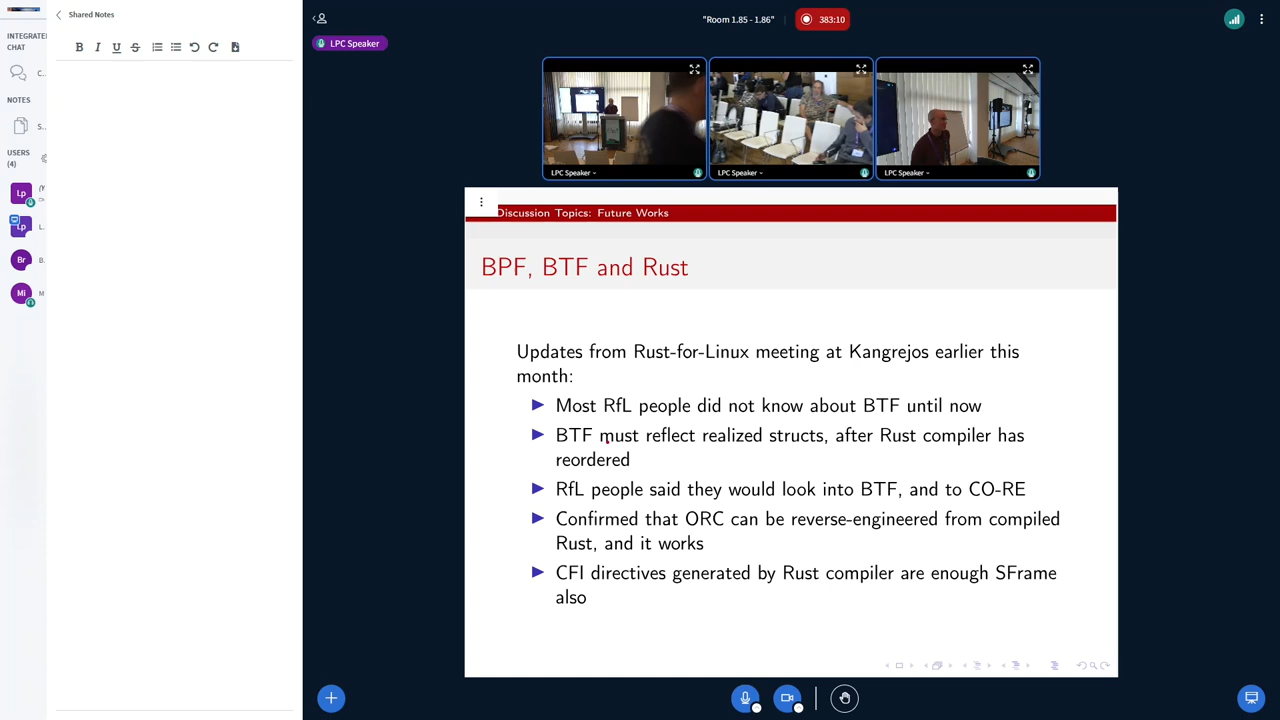 Shared Notes
INTEGRATE
CHAT
C...
NOTES
S...
USERS
(4)
Lp
Lp
L...
Br
B.
Mi
M
B I U S
"Room 1.85 - 1.86"
383:10
LPC Speaker
LPC Speaker
LPC Speaker
LPC Speaker
Discussion Topics: Future Works
BPF, BTF and Rust
Updates from Rust-for-Linux meeting at Kangrejos earlier this
month:
Most RfL people did not know about BTF until now
BTF must reflect realized structs, after Rust compiler has
reordered
RfL people said they would look into BTF, and to CO-RE
Confirmed that ORC can be reverse-engineered from compiled
Rust, and it works
CFI directives generated by Rust compiler are enough SFrame
also